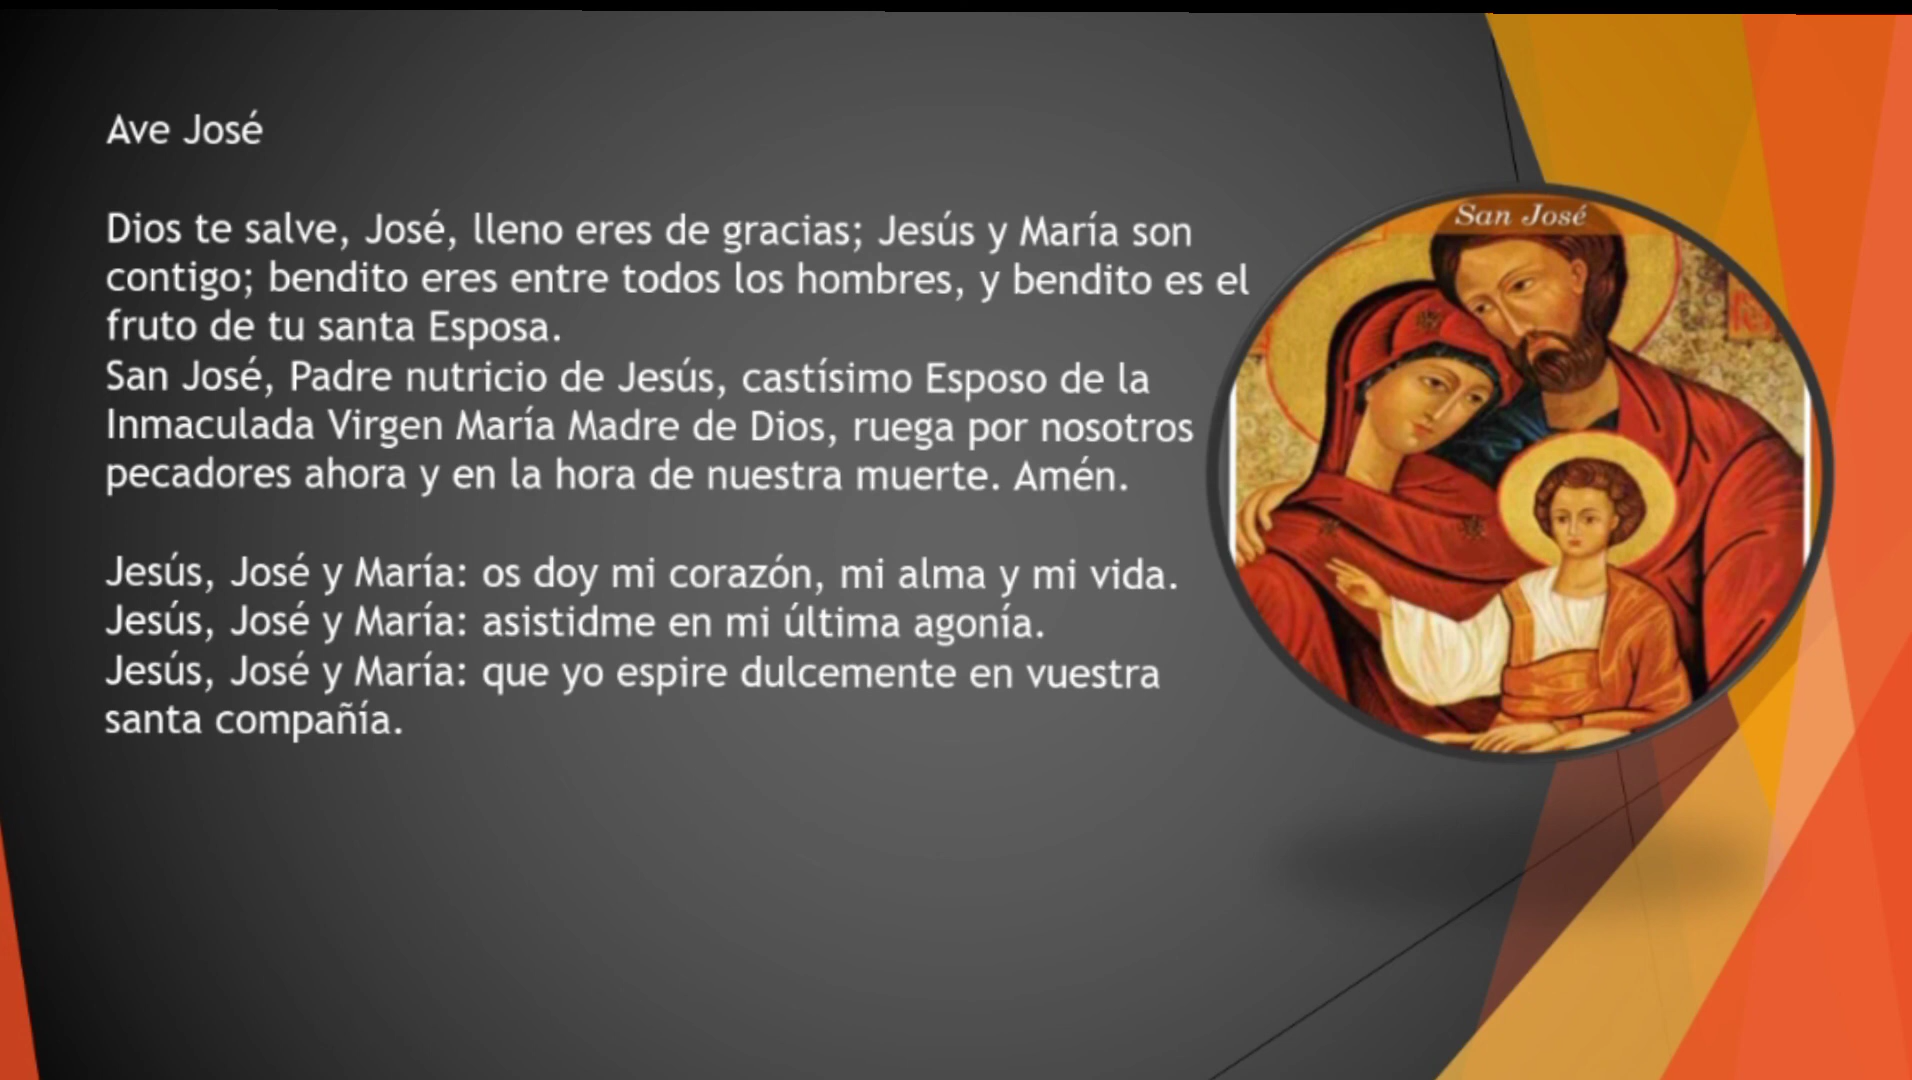 Ave José
Dios te salve, José, lleno eres de gracias; Jesús y María son
contigo; bendito eres entre todos los hombres, y bendito es el
fruto de tu santa Esposa.
San José, Padre nutricio de Jesús, castísimo Esposo de la
Inmaculada Virgen María Madre de Dios, ruega por nosotros
pecadores ahora y en la hora de nuestra muerte. Amén.
Jesús, José y María: os doy mi corazón, mi alma y mi vida.
Jesús, José y María: asistidme en mi última agonía.
Jesús, José y María: que yo espire dulcemente en vuestra
santa compañía.
San José